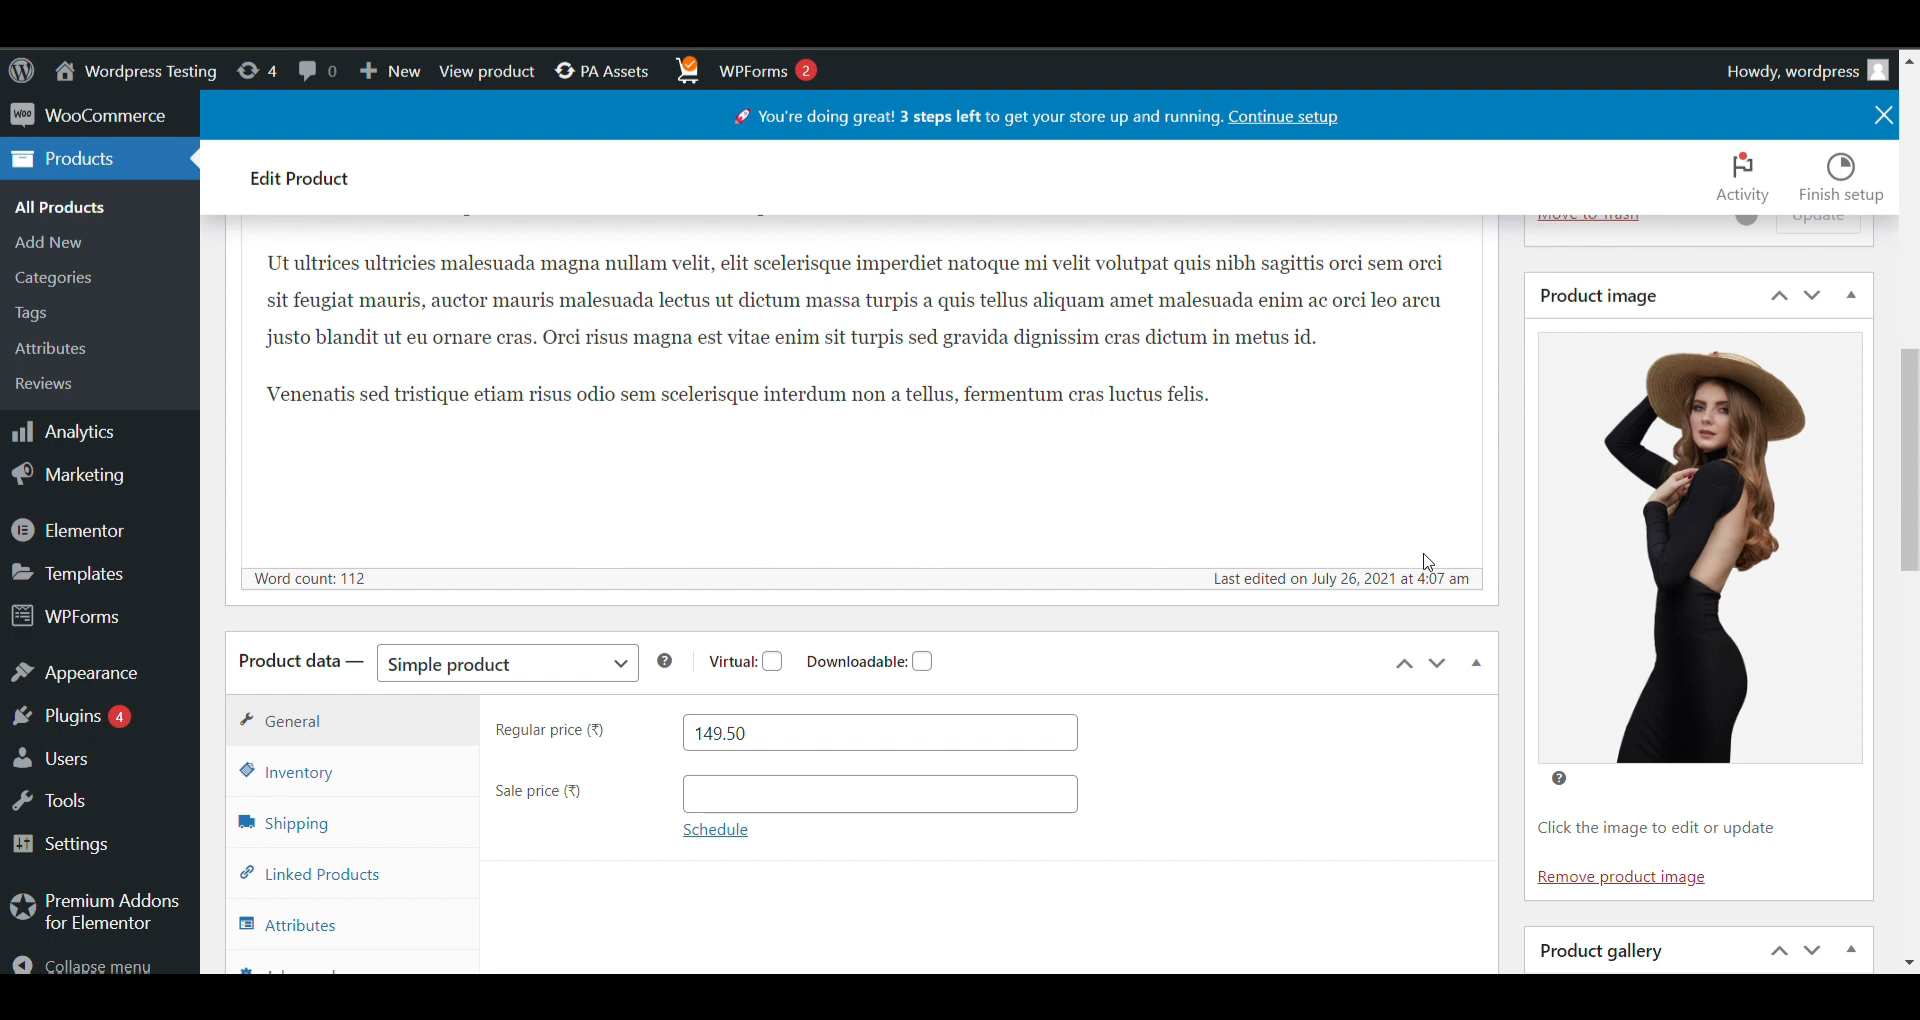 Wordpress Testing 4 0 New View product PA Assets WPForms 2 Howdy, wordpress
WooCommerce
🚀 You're doing great! 3 steps left to get your store up and running. Continue setup
Products
Edit Product
Activity
Finish setup
All Products
Add New
Categories
Tags
Attributes
Reviews
Analytics
Marketing
Elementor
Templates
WPForms
Appearance
Plugins 4
Users
Tools
Settings
Premium Addons
for Elementor
Collapse menu
Ut ultrices ultricies malesuada magna nullam velit, elit scelerisque imperdiet natoque mi velit volutpat quis nibh sagittis orci sem orci
sit feugiat mauris, auctor mauris malesuada lectus ut dictum massa turpis a quis tellus aliquam amet malesuada enim ac orci leo arcu
justo blandit ut eu ornare cras. Orci risus magna est vitae enim sit turpis sed gravida dignissim cras dictum in metus id.
Venenatis sed tristique etiam risus odio sem scelerisque interdum non a tellus, fermentum cras luctus felis.
Word count: 112
Last edited on July 26, 2021 at 4:07 am
Product data — Simple product Virtual: Downloadable:
General
Inventory
Shipping
Linked Products
Attributes
Regular price (₹) 149.50
Sale price (₹)
Schedule
Move to Trash Update
Product image
Click the image to edit or update
Remove product image
Product gallery